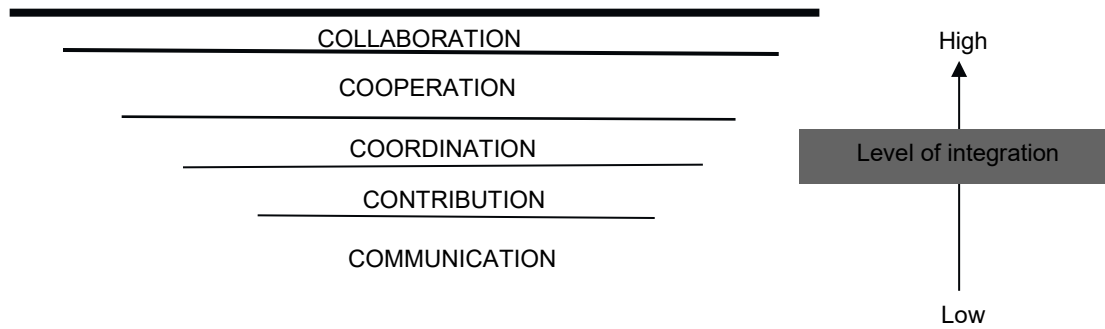 COLLABORATION
High
COOPERATION
COORDINATION
Level of integration
CONTRIBUTION
COMMUNICATION
Low